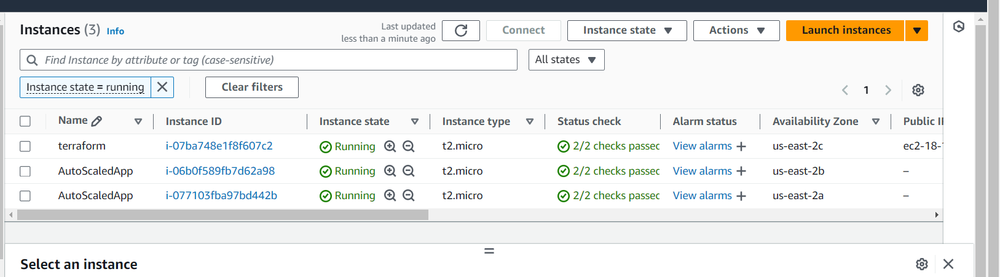 Instances (3) Info
Last updated
less than a minute ago
Connect
Instance state
Actions
Launch instances
Find Instance by attribute or tag (case-sensitive)
All states
Instance state = running
Clear filters
1
Name Instance ID Instance state Instance type Status check Alarm status Availability Zone Public
terraform i-07ba748e1f8f607c2 Running t2.micro 2/2 checks passec View alarms + us-east-2c ec2-18-
AutoScaledApp i-06b0f589fb7d62a98 Running t2.micro 2/2 checks passec View alarms + us-east-2b –
AutoScaledApp i-077103fba97bd442b Running t2.micro 2/2 checks passec View alarms + us-east-2a –
Select an instance